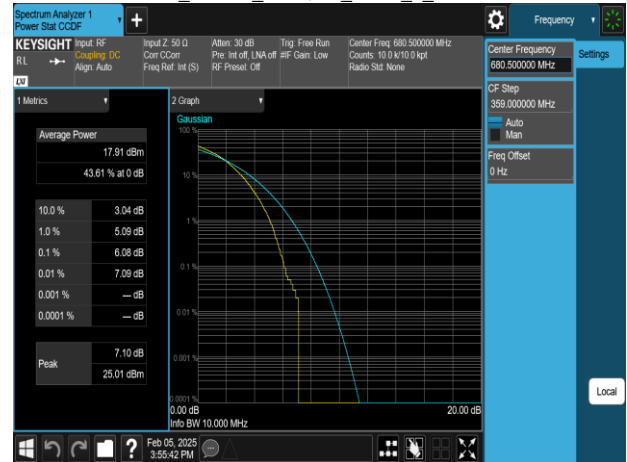 Spectrum Analyzer 1
Power Stat CCDF
Frequency
KEYSIGHT
RL
LXI
Input: RF
Coupling: DC
Align: Auto
Input Z: 50 Ω
Corr CCorr
Freq Ref: Int (S)
Atten: 30 dB
Pre: Int off, LNA off
RF Presel: Off
Trig: Free Run
#IF Gain: Low
Center Freq: 680.500000 MHz
Counts: 10.0 k/10.0 kpt
Radio Std: None
Center Frequency
680.500000 MHz
Settings
CF Step
359.000000 MHz
Auto
Man
Freq Offset
0 Hz
1 Metrics
Average Power
17.91 dBm
43.61 % at 0 dB
10.0 % 3.04 dB
1.0 % 5.09 dB
0.1 % 6.08 dB
0.01 % 7.09 dB
0.001 % --- dB
0.0001 % --- dB
Peak
7.10 dB
25.01 dBm
2 Graph
Gaussian
100 %
10 %
1 %
0.1 %
0.01 %
0.001 %
0.0001 %
0.00 dB
20.00 dB
Info BW 10.000 MHz
Local
?
Feb 05, 2025
3:55:42 PM